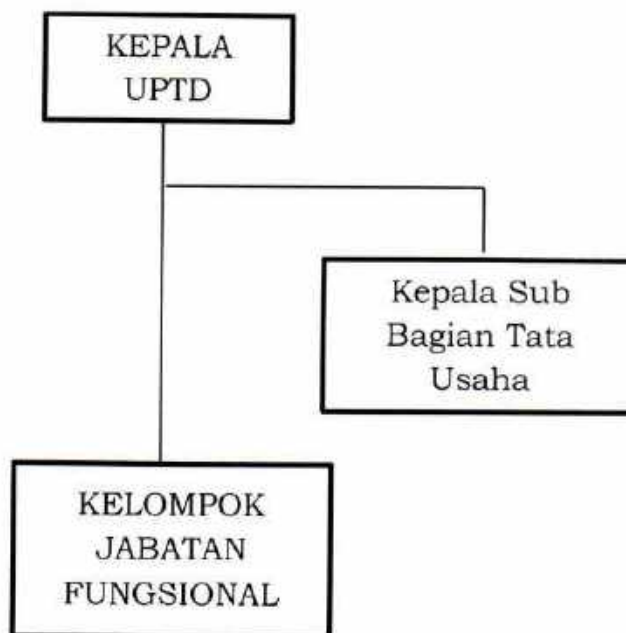 KEPALA
UPTD
Kepala Sub
Bagian Tata
Usaha
KELOMPOK
JABATAN
FUNGSIONAL